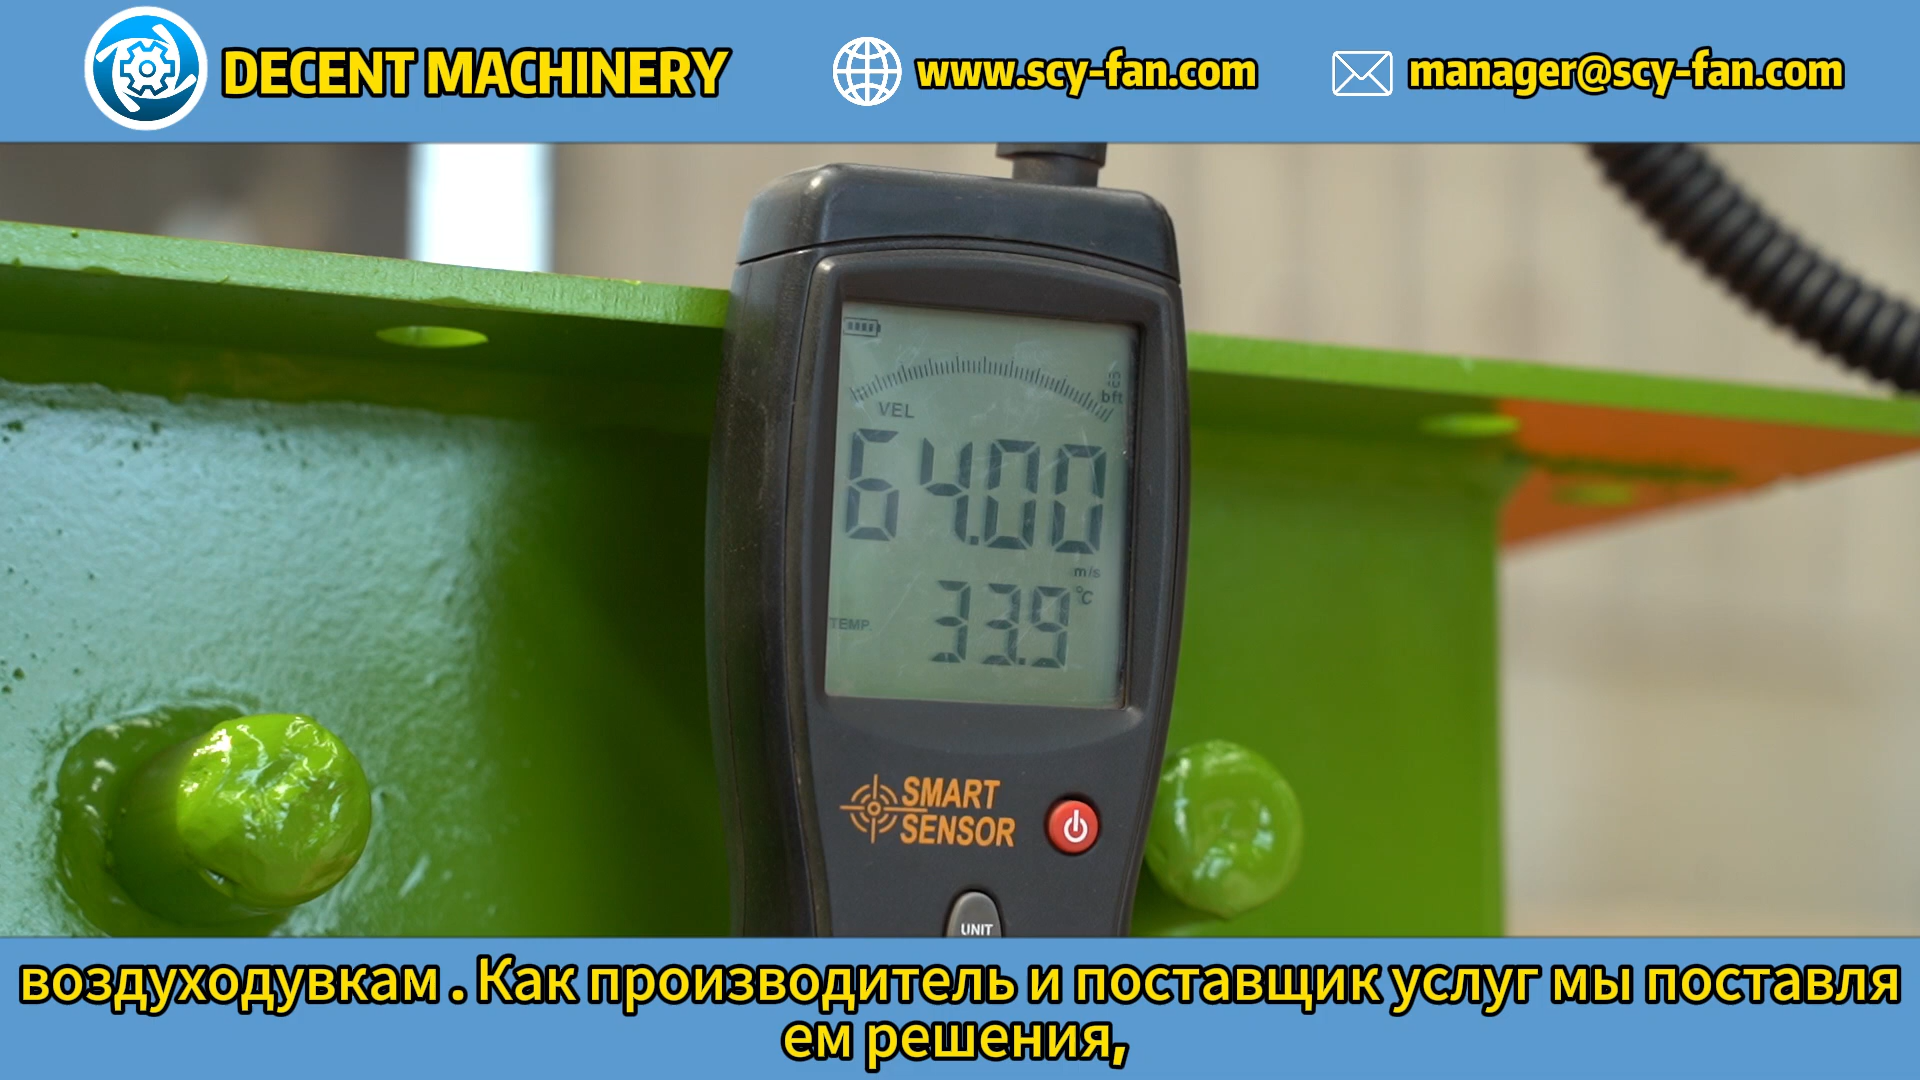 DECENT MACHINERY
www.scy-fan.com
manager@scy-fan.com
bft
VEL
64.00
m/s
°C
TEMP.
33.9
SMART
SENSOR
UNIT
воздуходувкам . Как производитель и поставщик услуг мы поставля
ем решения,